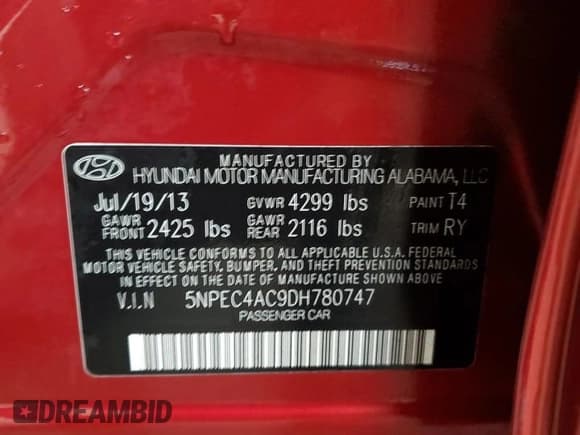 MANUFACTURED BY
HYUNDAI MOTOR MANUFACTURING ALABAMA, LLC
Jul/19/13 GVWR 4299 lbs PAINT T4
GAWR FRONT 2425 lbs GAWR REAR 2116 lbs TRIM RY
THIS VEHICLE CONFORMS TO ALL APPLICABLE U.S.A. FEDERAL
MOTOR VEHICLE SAFETY, BUMPER, AND THEFT PREVENTION STANDARDS
IN EFFECT ON THE DATE OF MANUFACTURE SHOWN ABOVE.
V.I.N 5NPEC4AC9DH780747
PASSENGER CAR
DREAMBID